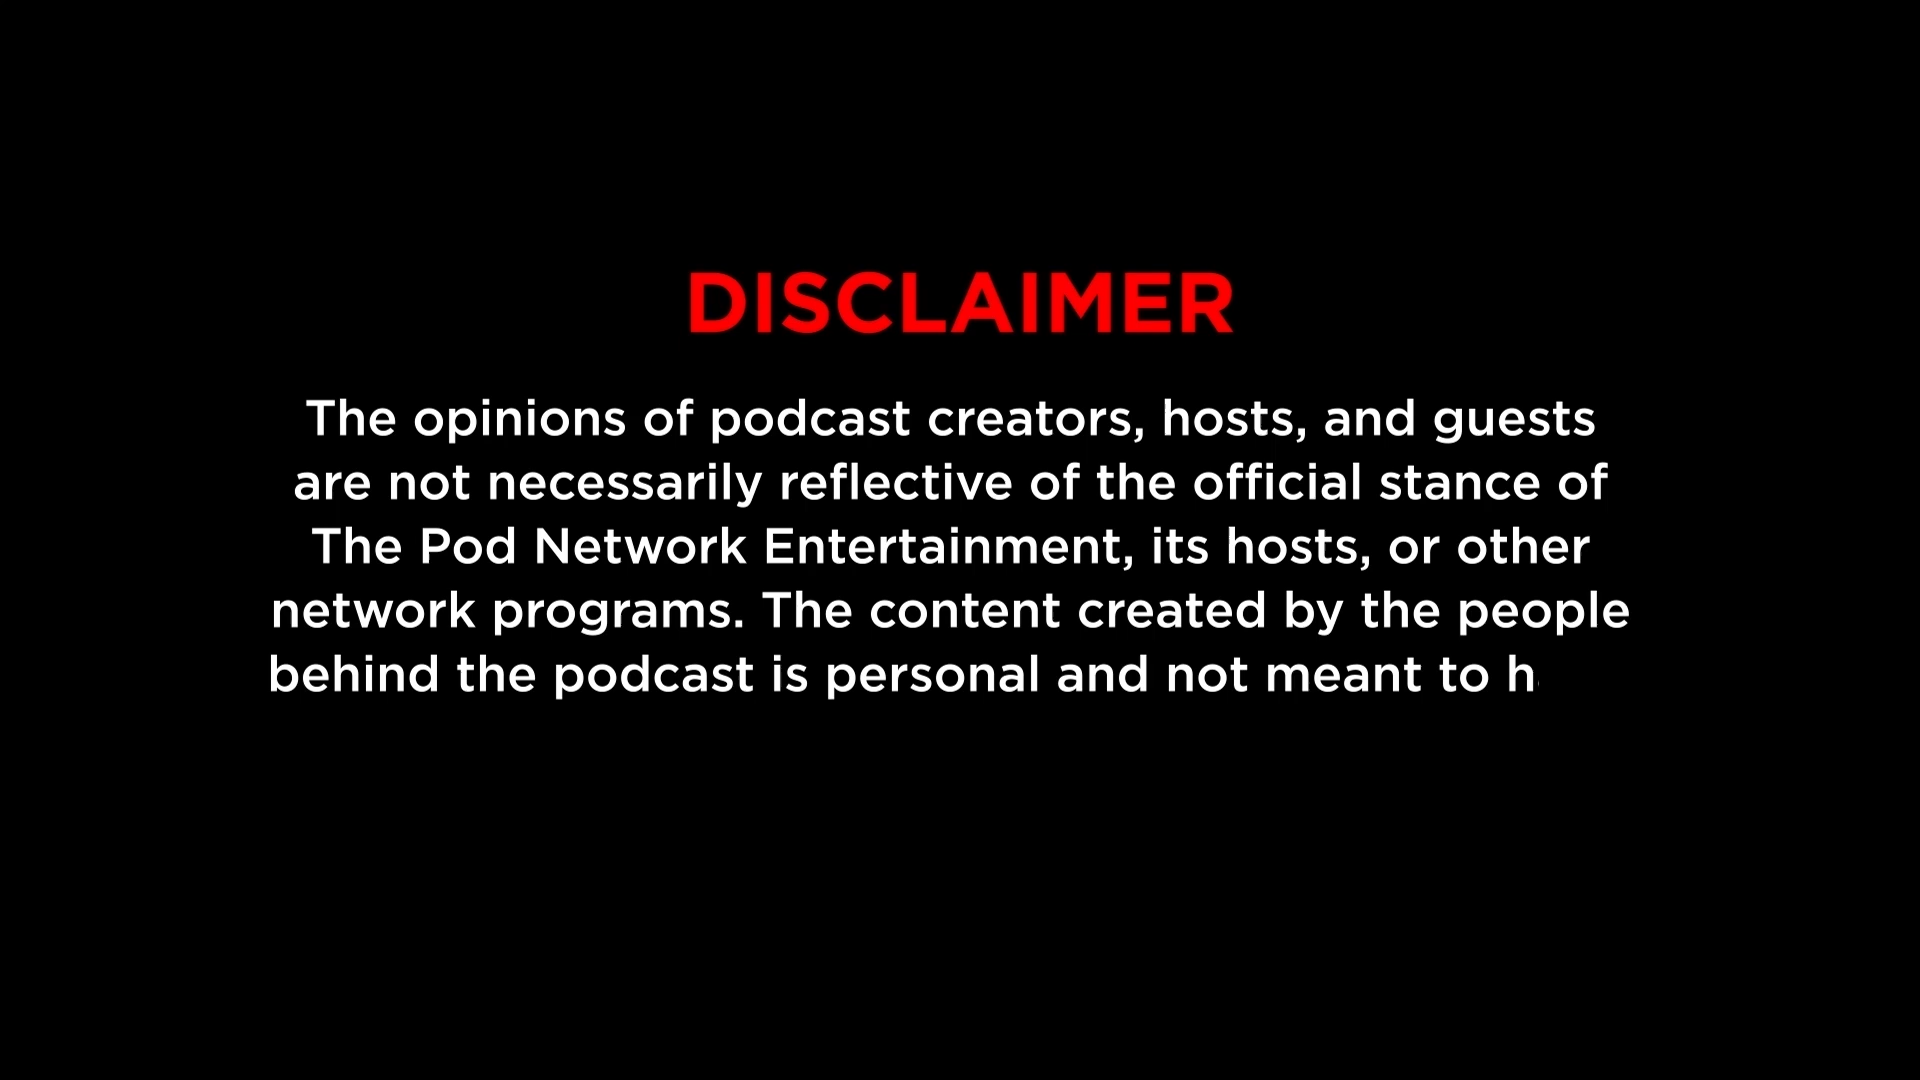 DISCLAIMER
The opinions of podcast creators, hosts, and guests
are not necessarily reflective of the official stance of
The Pod Network Entertainment, its hosts, or other
network programs. The content created by the people
behind the podcast is personal and not meant to